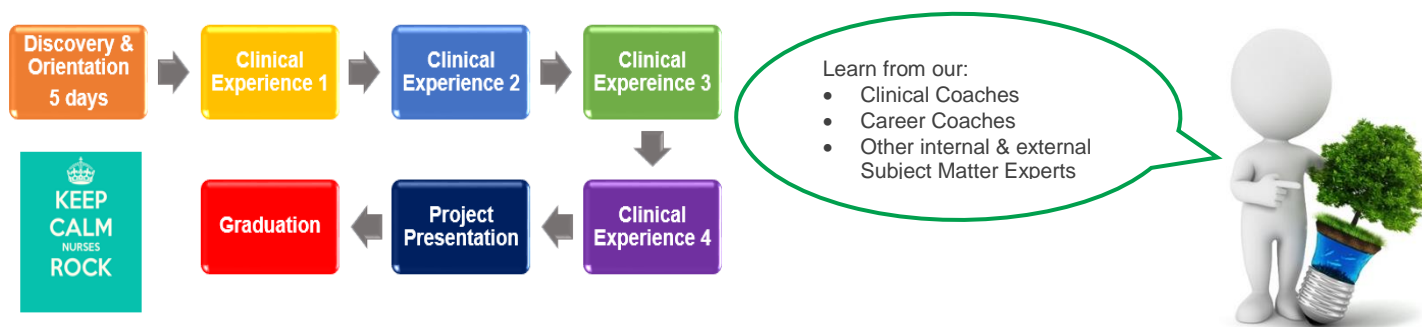 Discovery &
Orientation
5 days
Clinical
Experience 1
Clinical
Experience 2
Clinical
Expereince 3
Clinical
Experience 4
Project
Presentation
Graduation
KEEP
CALM
NURSES
ROCK
Learn from our:
• Clinical Coaches
• Career Coaches
• Other internal & external
Subject Matter Experts